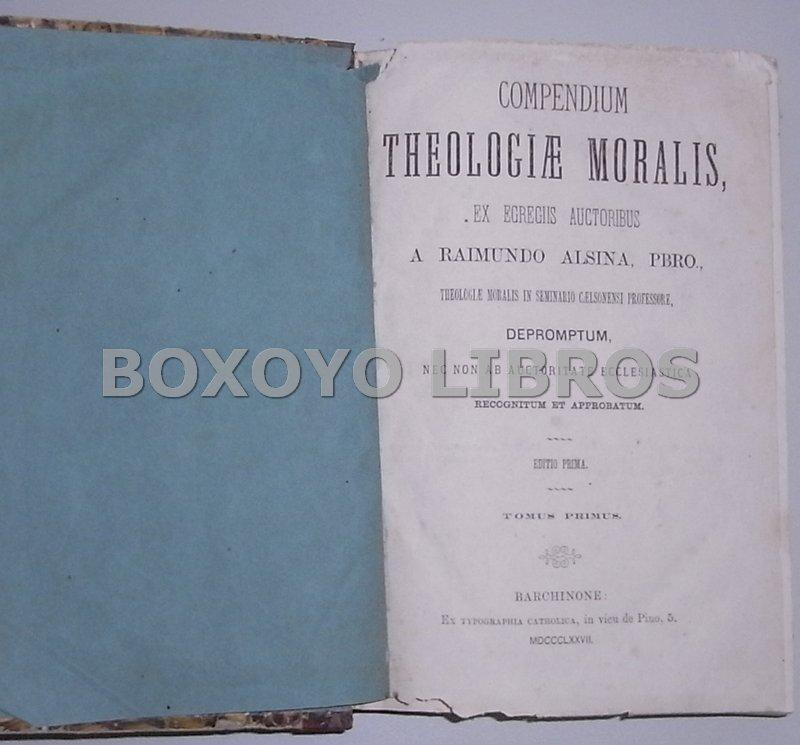 COMPENDIUM
THEOLOGIÆ MORALIS,
EX EGREGIIS AUCTORIBUS
A RAIMUNDO ALSINA, PBRO.,
THEOLOGIÆ MORALIS IN SEMINARIO CÆLSONENSI PROFESSORE,
DEPROMPTUM,
NEC NON AB AUCTORITATE ECCLESIASTICA
BOXOYO LIBROS
RECOGNITUM ET APPROBATUM.
EDITIO PRIMA.
TOMUS PRIMUS.
BARCHINONE:
EX TYPOGRAPHIA CATHOLICA, in vicu de Pino, 5.
MDCCCLXXVII.